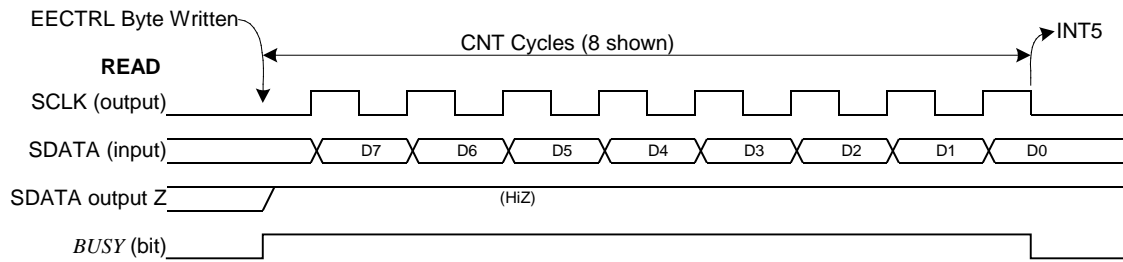 EECTRL Byte Written
INT5
CNT Cycles (8 shown)
READ
SCLK (output)
SDATA (input) D7 D6 D5 D4 D3 D2 D1 D0
SDATA output Z (HiZ)
BUSY (bit)